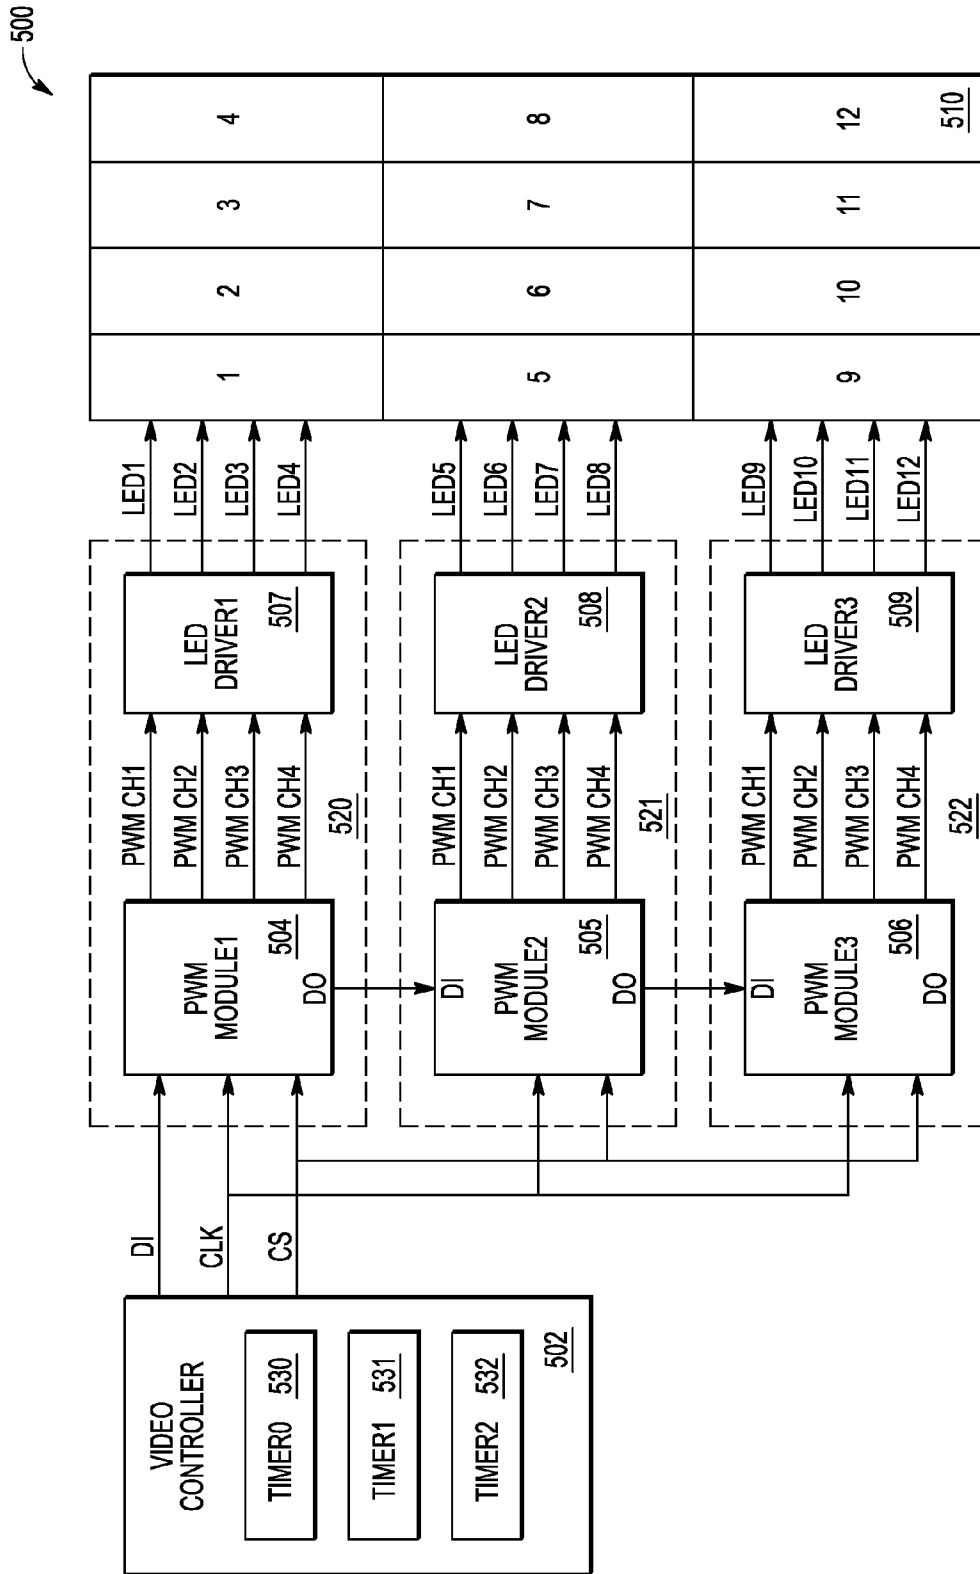 500
VIDEO
CONTROLLER
TIMER0 530
TIMER1 531
TIMER2 532
502
DI
CLK
CS
PWM
MODULE1
504
DO
PWM CH1
PWM CH2
PWM CH3
PWM CH4
520
LED
DRIVER1
507
LED1
LED2
LED3
LED4
DI
PWM
MODULE2
505
DO
PWM CH1
PWM CH2
PWM CH3
PWM CH4
521
LED
DRIVER2
508
LED5
LED6
LED7
LED8
DI
PWM
MODULE3
506
DO
PWM CH1
PWM CH2
PWM CH3
PWM CH4
522
LED
DRIVER3
509
LED9
LED10
LED11
LED12
1 5 9
2 6 10
3 7 11
4 8 12
510